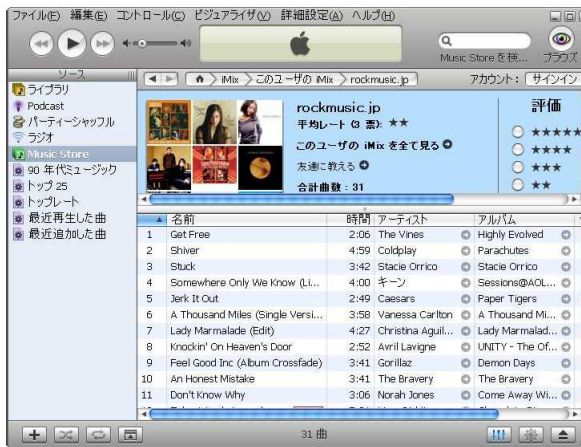 ファイル(F) 編集(E) コントロール(C) ビジュアライザ(V) 詳細設定(A) ヘルプ(H)
Music Store を検... ブラウズ
ソース
ライブラリ
Podcast
パーティーシャッフル
ラジオ
Music Store
90 年代ミュージック
トップ 25
トップレート
最近再生した曲
最近追加した曲
iMix このユーザの iMix rockmusic.jp アカウント: サインイン
rockmusic.jp
平均レート (3 票): ★★
このユーザの iMix を全て見る
友達に教える
合計曲数: 31
評価
★★★★★
★★★★
★★★
★★
名前 時間 アーティスト アルバム
1 Get Free 2:06 The Vines Highly Evolved
2 Shiver 4:59 Coldplay Parachutes
3 Stuck 3:42 Stacie Orrico Stacie Orrico
4 Somewhere Only We Know (Li... 4:00 キーン Sessions@AOL...
5 Jerk It Out 2:49 Caesars Paper Tigers
6 A Thousand Miles (Single Versi... 3:58 Vanessa Carlton A Thousand Mi...
7 Lady Marmalade (Edit) 4:27 Christina Aguil... Lady Marmalad...
8 Knockin' On Heaven's Door 2:52 Avril Lavigne UNITY - The Of...
9 Feel Good Inc (Album Crossfade) 3:41 Gorillaz Demon Days
10 An Honest Mistake 3:41 The Bravery The Bravery
11 Don't Know Why 3:06 Norah Jones Come Away Wi...
31 曲